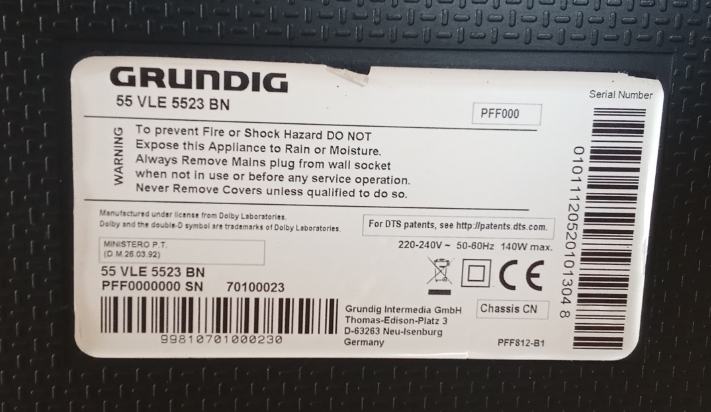 GRUNDIG
55 VLE 5523 BN
PFF000
Serial Number
WARNING
To prevent Fire or Shock Hazard DO NOT
Expose this Appliance to Rain or Moisture.
Always Remove Mains plug from wall socket
when not in use or before any service operation.
Never Remove Covers unless qualified to do so.
0101112052010 1304 8
Manufactured under license from Dolby Laboratories.
Dolby and the double-D symbol are trademarks of Dolby Laboratories.
For DTS patents, see http://patents.dts.com.
220-240V ~ 50-60Hz 140W max.
MINISTERO P.T.
(D.M.26.03.92)
55 VLE 5523 BN
PFF0000000 SN 70100023
CE
99810701000230
Grundig Intermedia GmbH
Thomas-Edison-Platz 3
D-63263 Neu-Isenburg
Germany
Chassis CN
PFF812-B1